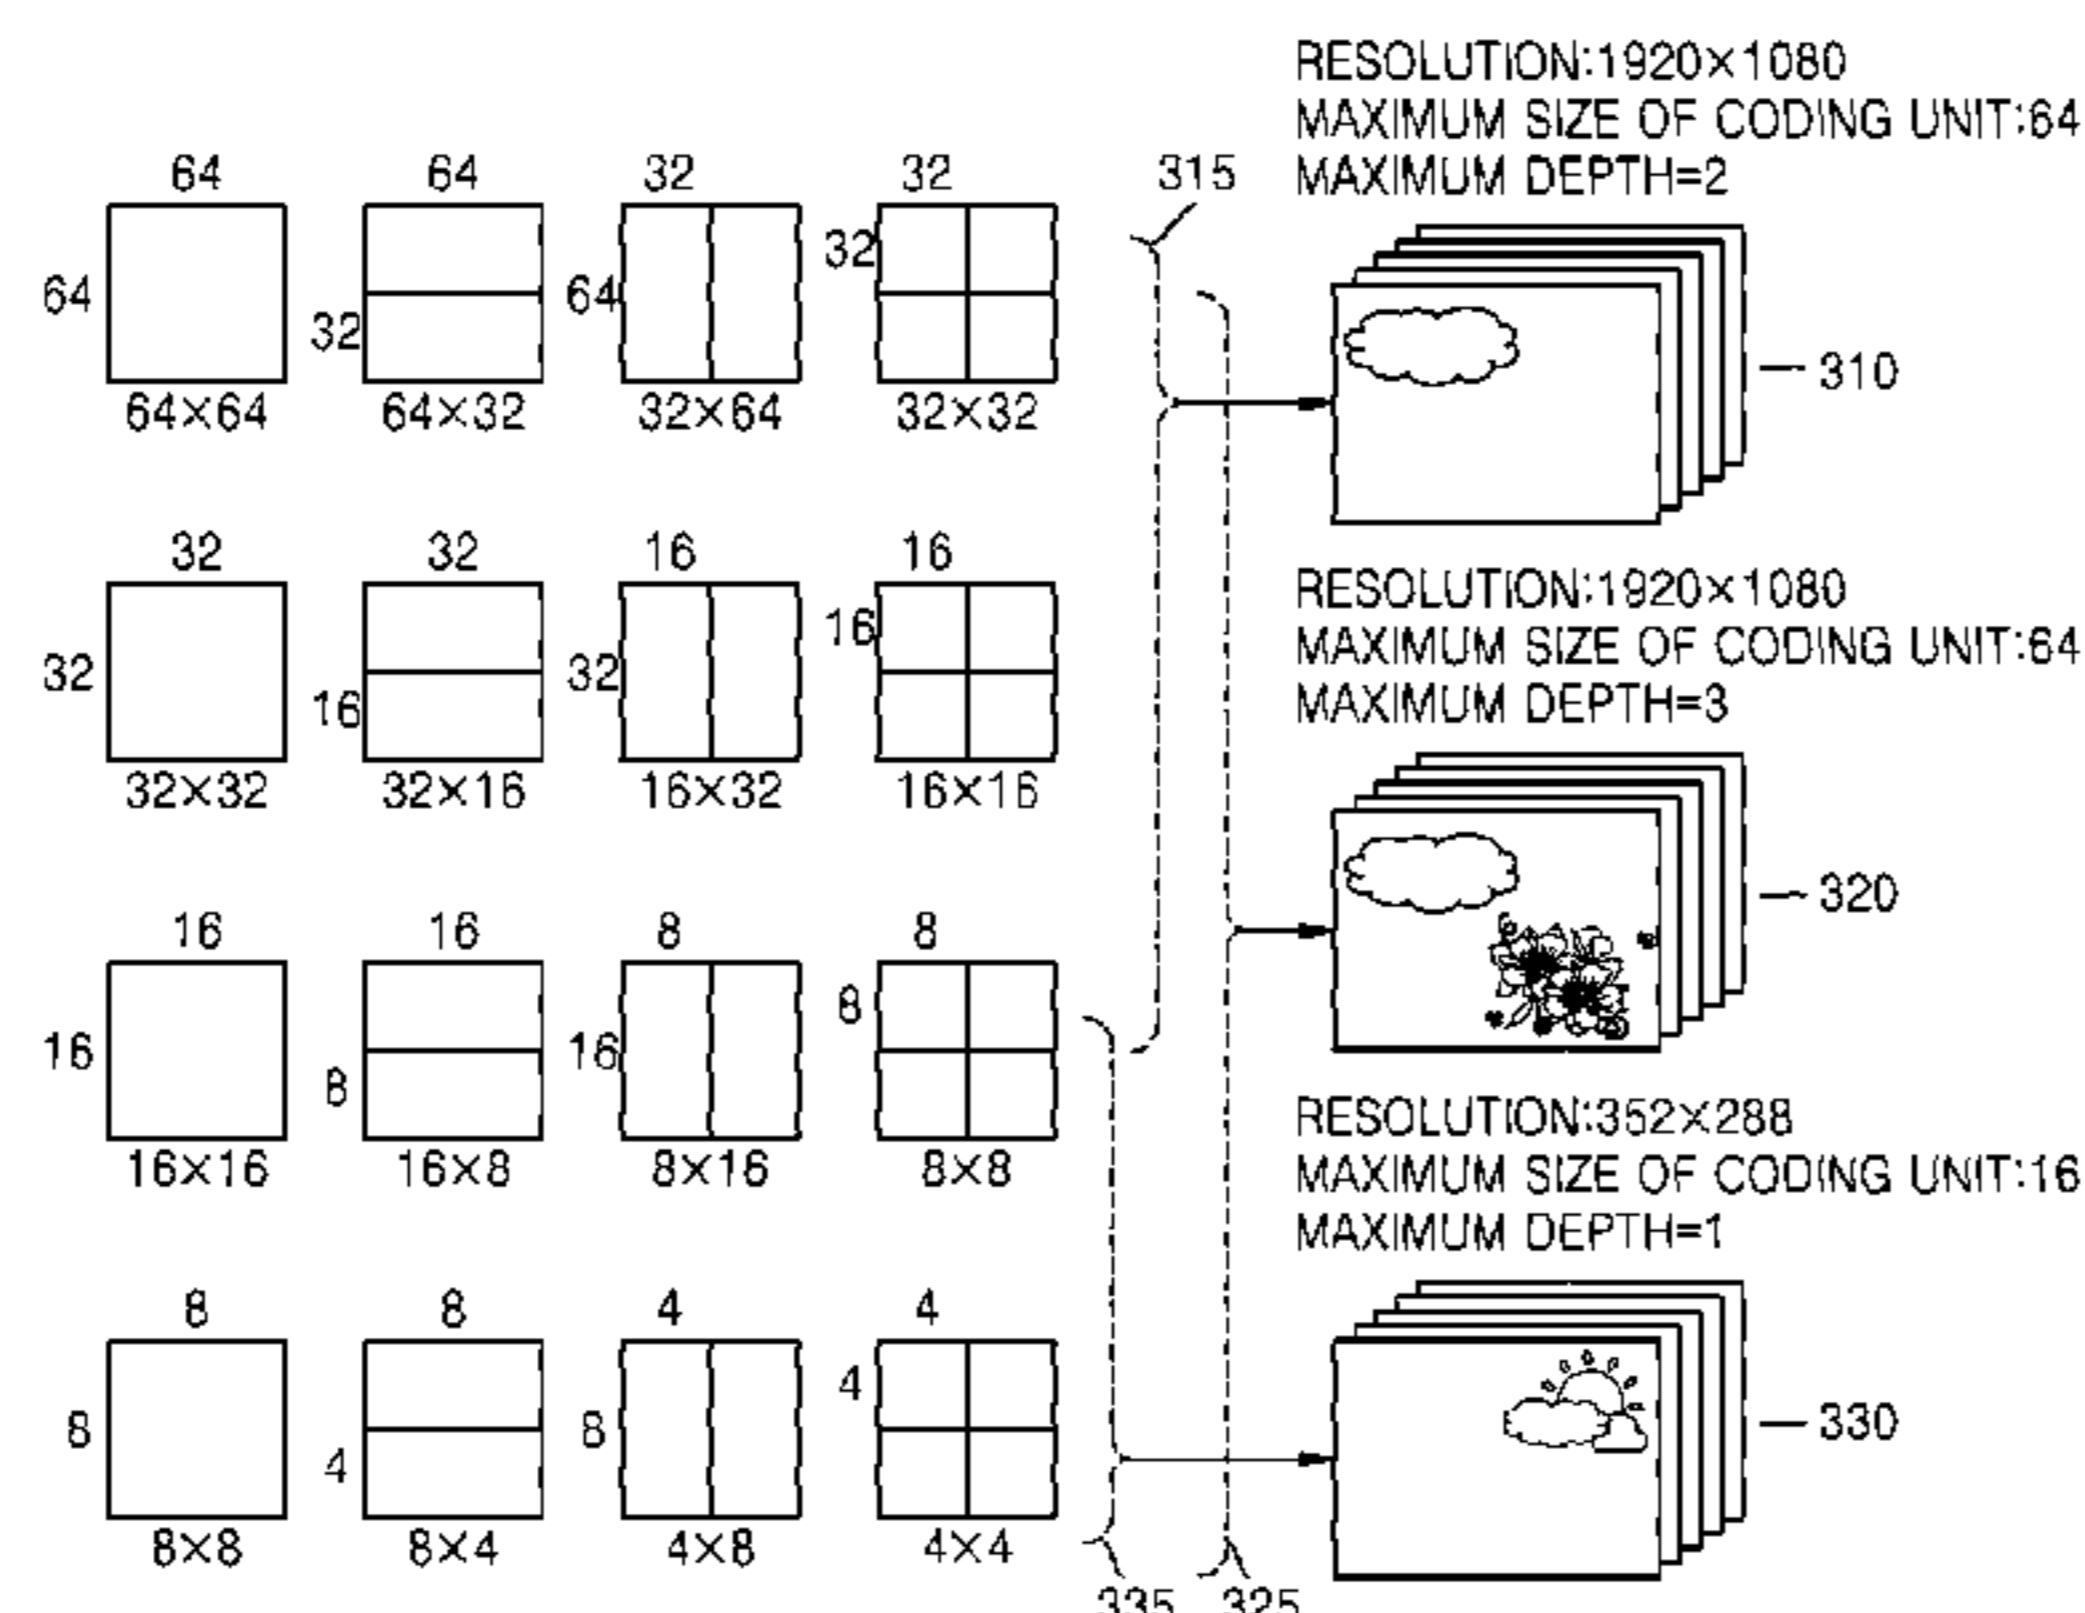 RESOLUTION:1920×1080
MAXIMUM SIZE OF CODING UNIT:64
MAXIMUM DEPTH=2
64 64 32 32 315
64 32 64 32
64×64 64×32 32×64 32×32
310
32 32 16 16
32 16 32 16
32×32 32×16 16×32 16×16
RESOLUTION:1920×1080
MAXIMUM SIZE OF CODING UNIT:64
MAXIMUM DEPTH=3
320
16 16 8 8
16 8 16 8
16×16 16×8 8×16 8×8
RESOLUTION:352×288
MAXIMUM SIZE OF CODING UNIT:16
MAXIMUM DEPTH=1
330
8 8 4 4
8 4 8 4
8×8 8×4 4×8 4×4
335 325